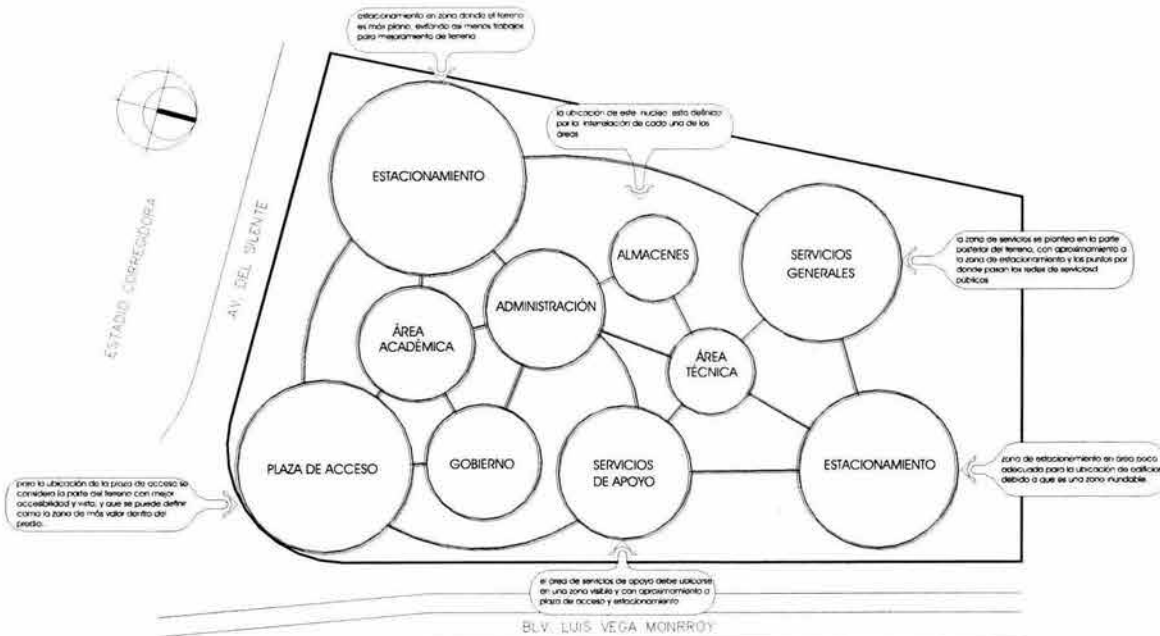 estacionamiento en zona donde el terreno
es más plano, evitando así menos trabajos
para mejoramiento de terreno
la ubicación de este nucleo esta definido
por la interrelación de cada una de las
áreas
ESTADIO CORREGIDORA
AV. DEL SILENTE
ESTACIONAMIENTO
ALMACENES
SERVICIOS
GENERALES
la zona de servicios se plantea en la parte
posterior del terreno, con aproximamiento a
la zona de estacionamiento y los puntos por
donde pasan las redes de servicios
públicos
ADMINISTRACIÓN
ÁREA
ACADÉMICA
ÁREA
TÉCNICA
PLAZA DE ACCESO
GOBIERNO
SERVICIOS
DE APOYO
ESTACIONAMIENTO
zona de estacionamiento en área poco
adecuada para la ubicación de edificios
debido a que es una zona inundable.
para la ubicación de la plaza de acceso se
considera la parte del terreno con mejor
accesibilidad y vista, y que se puede definir
como la zona de más valor dentro del
predio.
el área de servicios de apoyo debe ubicarse
en una zona visible y con aproximamiento a
plaza de acceso y estacionamiento
BLV. LUIS VEGA MONRROY